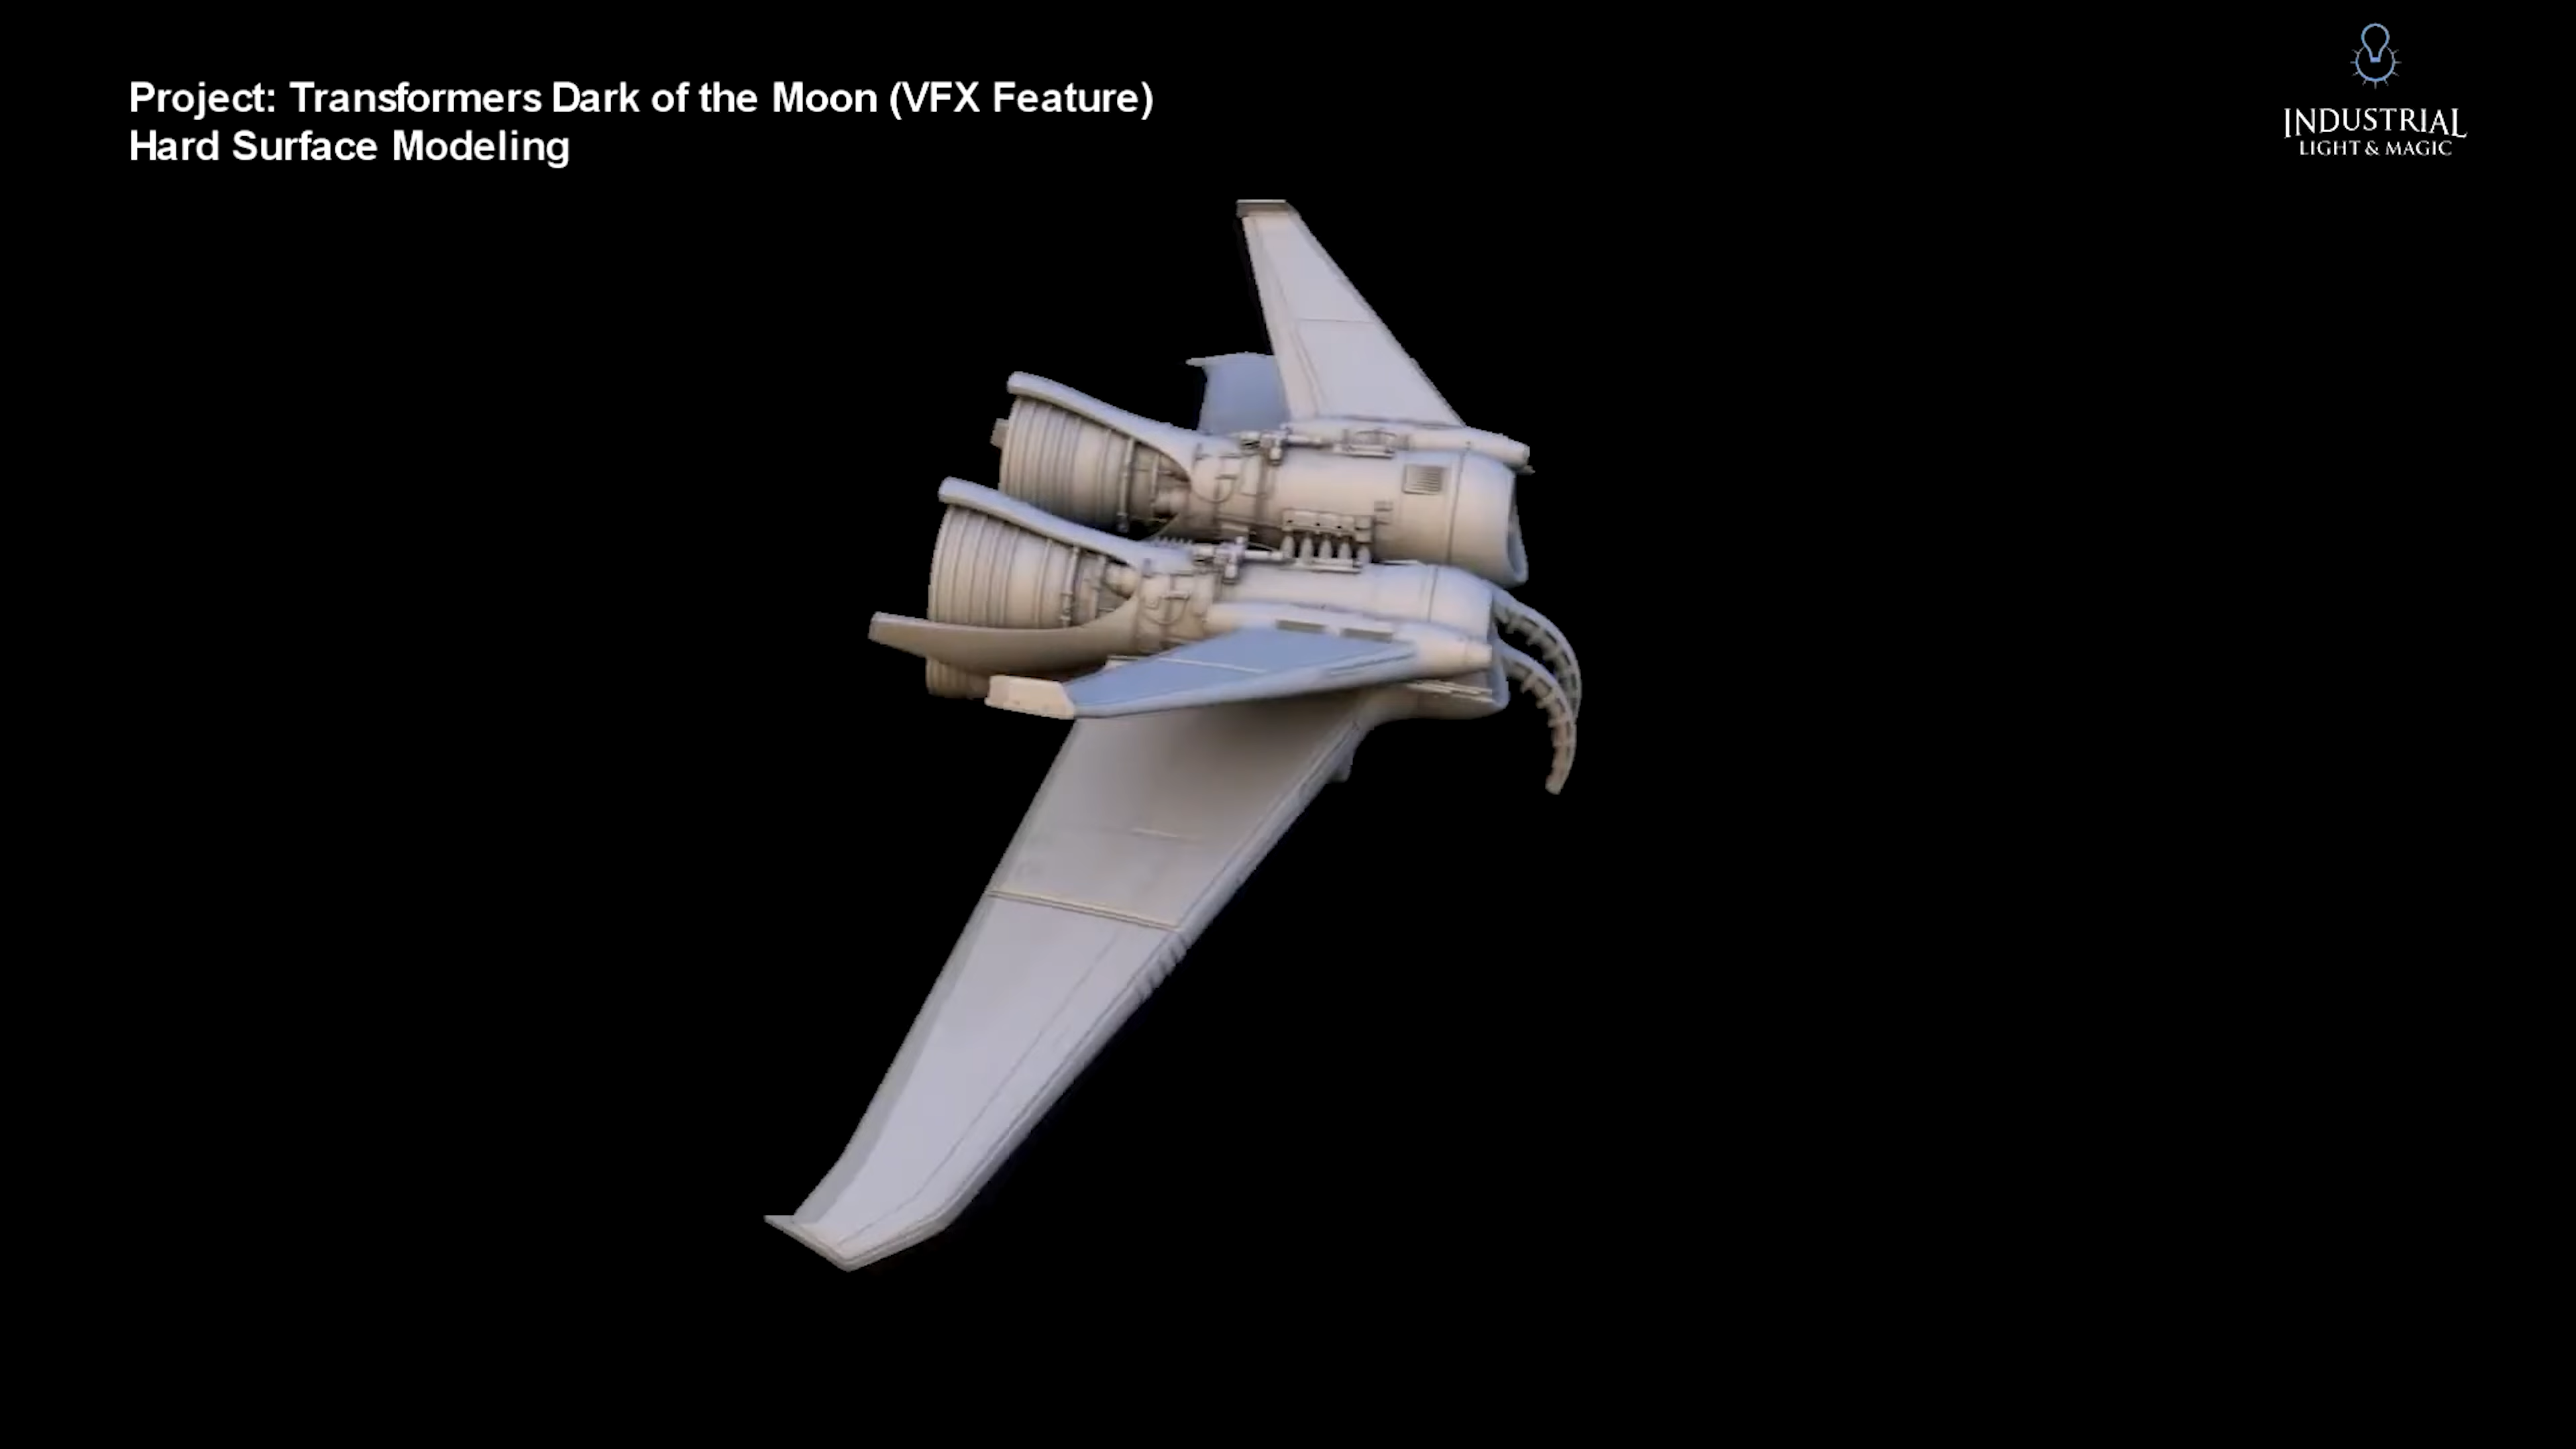 Project: Transformers Dark of the Moon (VFX Feature)
Hard Surface Modeling
INDUSTRIAL
LIGHT & MAGIC